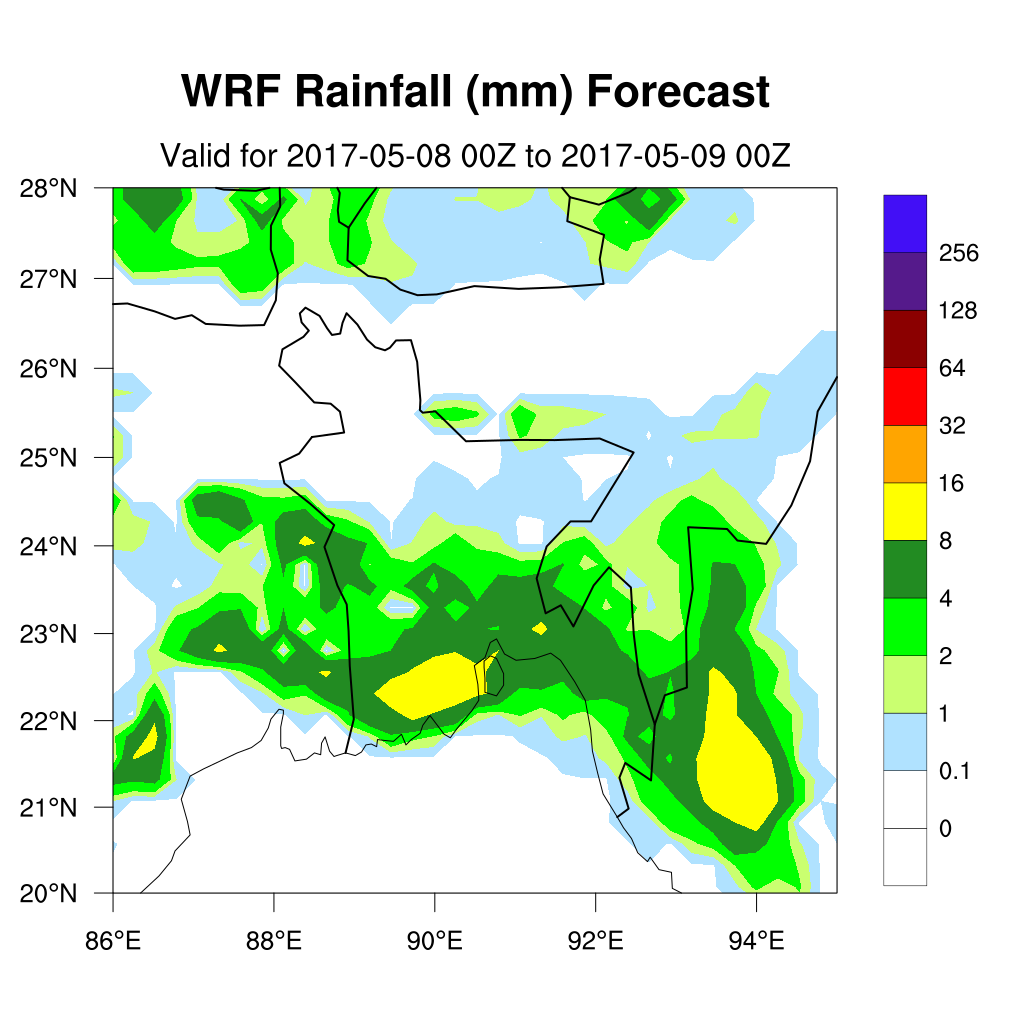 WRF Rainfall (mm) Forecast
Valid for 2017-05-08 00Z to 2017-05-09 00Z
28°N
27°N
26°N
25°N
24°N
23°N
22°N
21°N
20°N
86°E
88°E
90°E
92°E
94°E
256
128
64
32
16
8
4
2
1
0.1
0